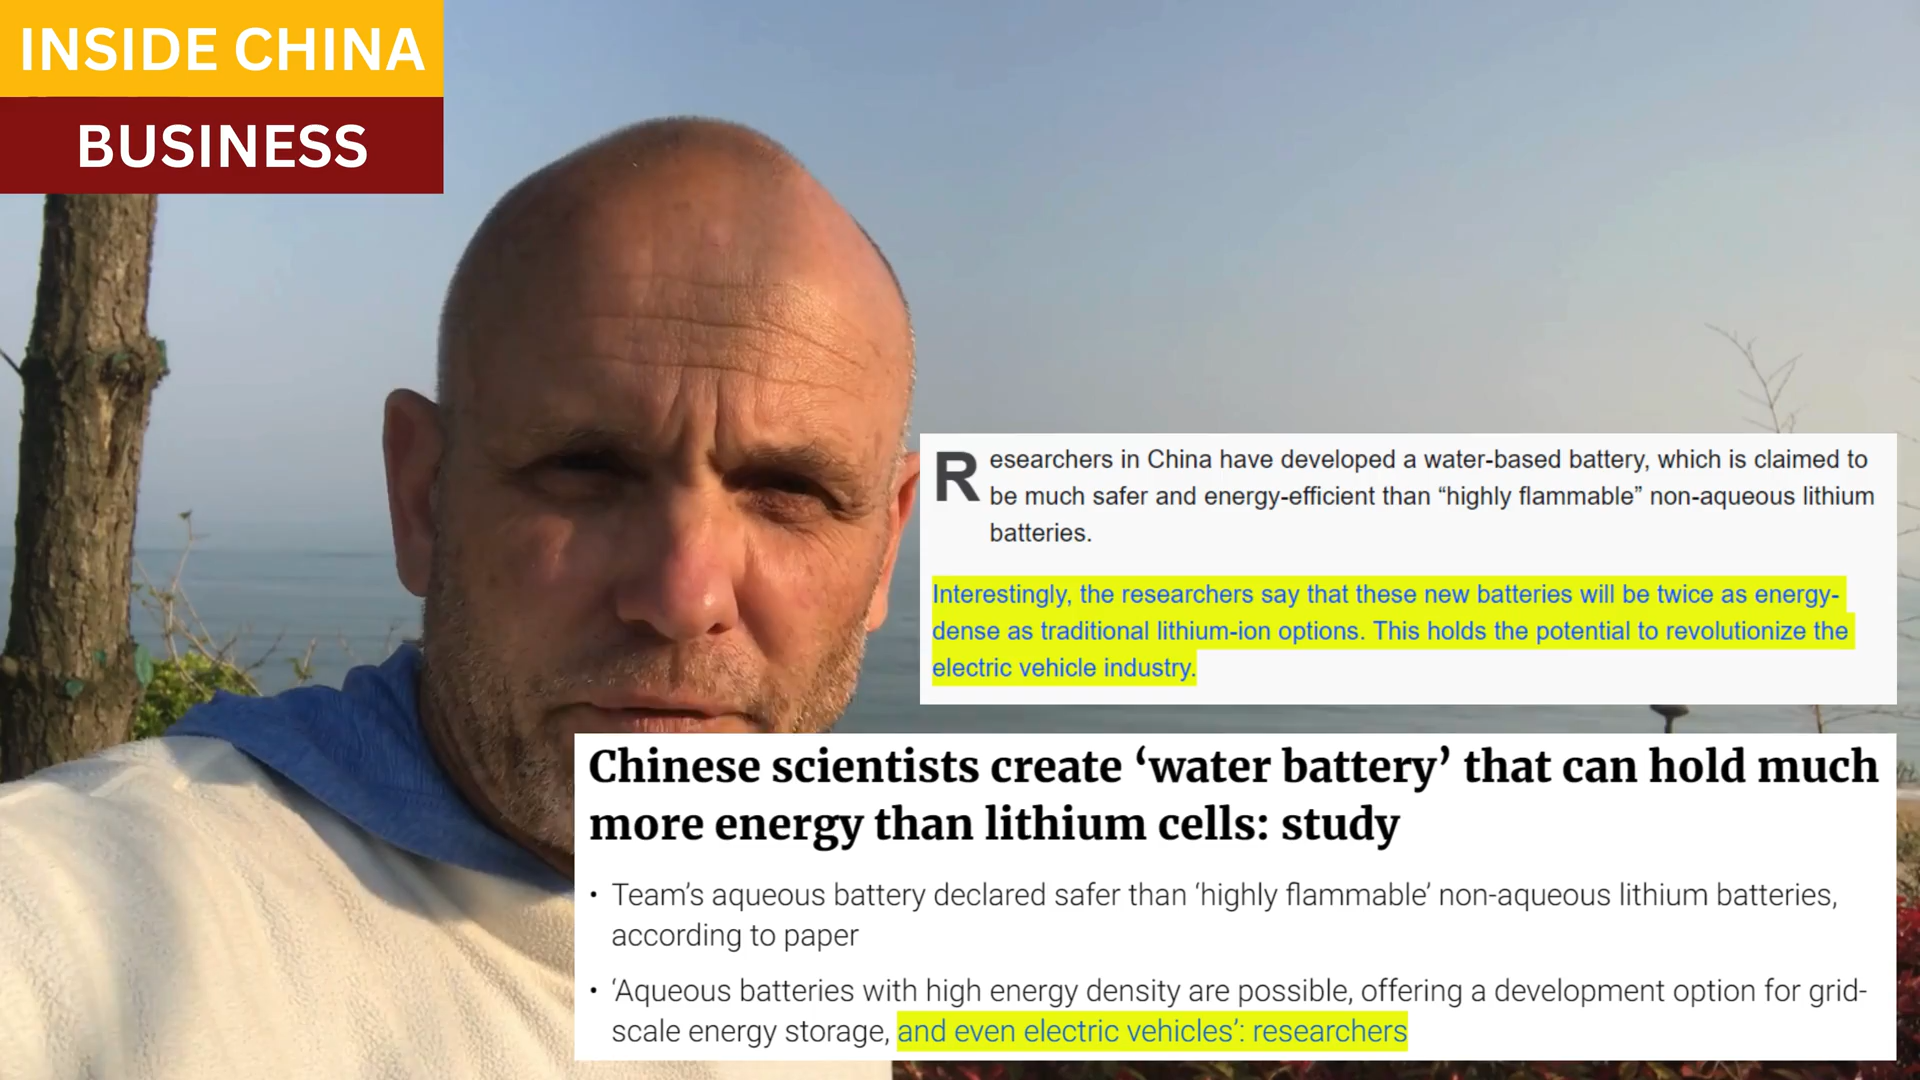 INSIDE CHINA
BUSINESS
Researchers in China have developed a water-based battery, which is claimed to
be much safer and energy-efficient than “highly flammable” non-aqueous lithium
batteries.
Interestingly, the researchers say that these new batteries will be twice as energy-
dense as traditional lithium-ion options. This holds the potential to revolutionize the
electric vehicle industry.
Chinese scientists create ‘water battery’ that can hold much
more energy than lithium cells: study
• Team’s aqueous battery declared safer than ‘highly flammable’ non-aqueous lithium batteries,
according to paper
• ‘Aqueous batteries with high energy density are possible, offering a development option for grid-
scale energy storage, and even electric vehicles’: researchers